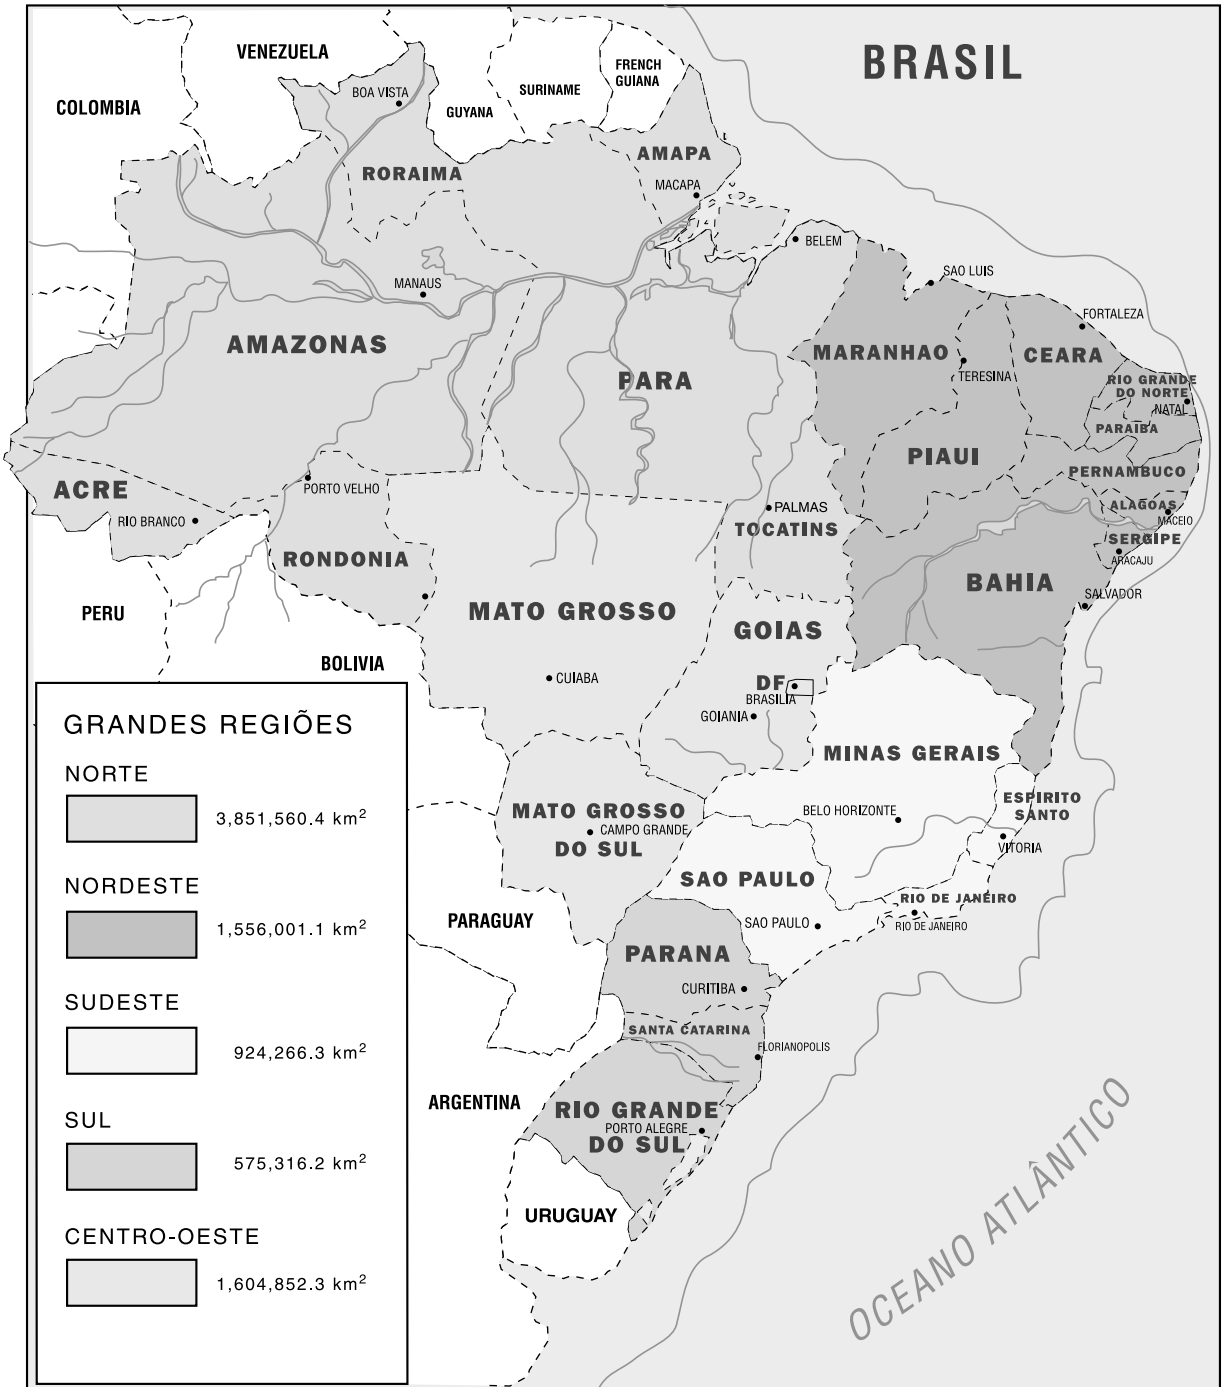 BRASIL
VENEZUELA
COLOMBIA
BOA VISTA
GUYANA
SURINAME
FRENCH
GUIANA
RORAIMA
AMAPA
MACAPA
BELEM
SAO LUIS
MANAUS
AMAZONAS
PARA
MARANHAO
TERESINA
FORTALEZA
CEARA
RIO GRANDE
DO NORTE
NATAL
PARAIBA
PIAUI
PERNAMBUCO
ACRE
RIO BRANCO
PORTO VELHO
RONDONIA
PALMAS
TOCATINS
ALAGOAS
MACEIO
SERGIPE
ARACAJU
BAHIA
SALVADOR
PERU
BOLIVIA
MATO GROSSO
CUIABA
GOIAS
DF
BRASILIA
GOIANIA
MINAS GERAIS
BELO HORIZONTE
ESPIRITO
SANTO
VITORIA
MATO GROSSO
CAMPO GRANDE
DO SUL
SAO PAULO
SAO PAULO
RIO DE JANEIRO
RIO DE JANEIRO
PARAGUAY
PARANA
CURITIBA
SANTA CATARINA
FLORIANOPOLIS
ARGENTINA
RIO GRANDE
PORTO ALEGRE
DO SUL
URUGUAY
OCEANO ATLÂNTICO
GRANDES REGIÕES
NORTE
3,851,560.4 km²
NORDESTE
1,556,001.1 km²
SUDESTE
924,266.3 km²
SUL
575,316.2 km²
CENTRO-OESTE
1,604,852.3 km²